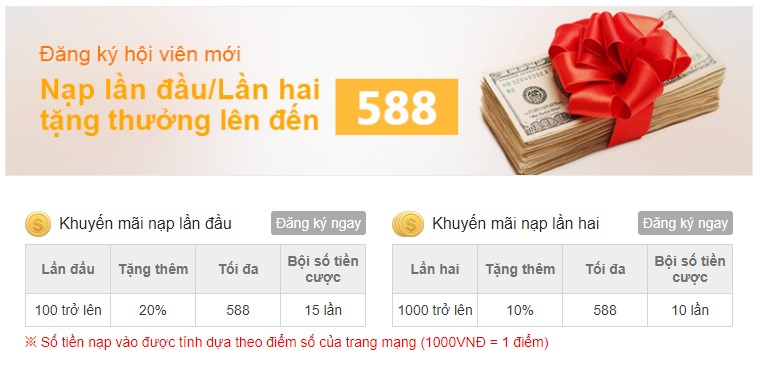 Đăng ký hội viên mới
Nạp lần đầu/Lần hai
tặng thưởng lên đến
588
Khuyến mãi nạp lần đầu
Đăng ký ngay
Lần đầu Tặng thêm Tối đa Bội số tiền cược
100 trở lên 20% 588 15 lần
Khuyến mãi nạp lần hai
Đăng ký ngay
Lần hai Tặng thêm Tối đa Bội số tiền cược
1000 trở lên 10% 588 10 lần
※ Số tiền nạp vào được tính dựa theo điểm số của trang mạng (1000VNĐ = 1 điểm)